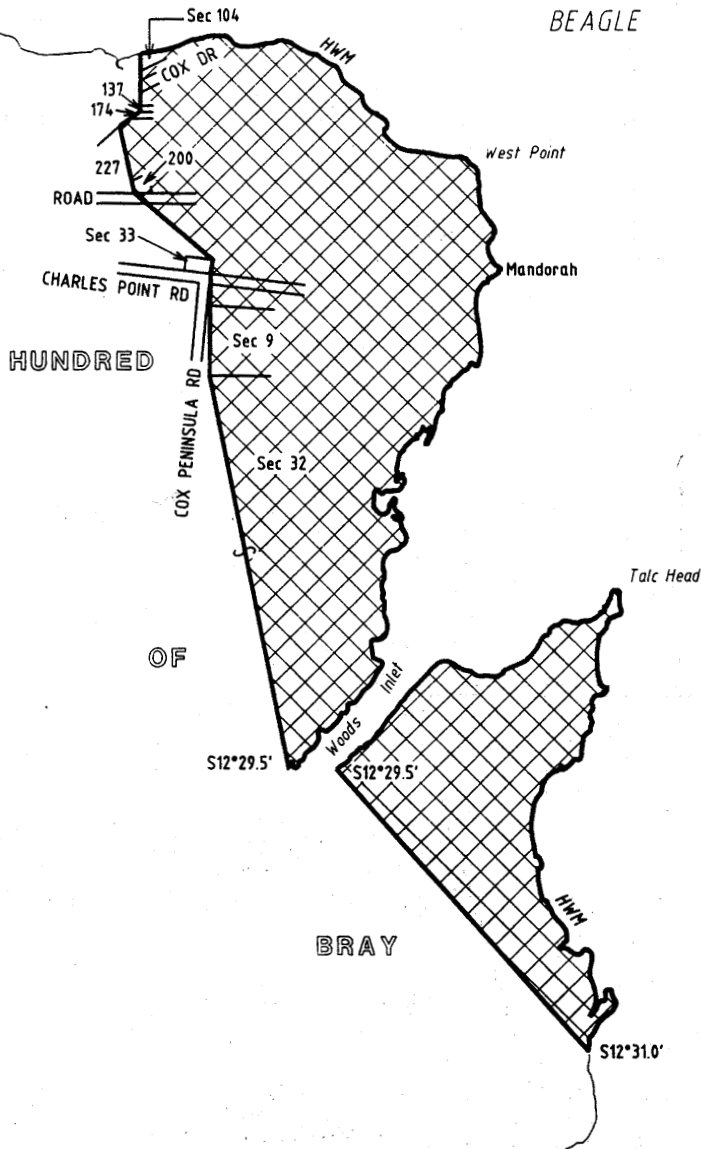 BEAGLE
Sec 104
HWM
COX DR
137
174
West Point
227
200
ROAD
Sec 33
Mandorah
CHARLES POINT RD
Sec 9
HUNDRED
COX PENINSULA RD
Sec 32
Talc Head
OF
Woods Inlet
S12°29.5'
S12°29.5'
HWM
BRAY
S12°31.0'